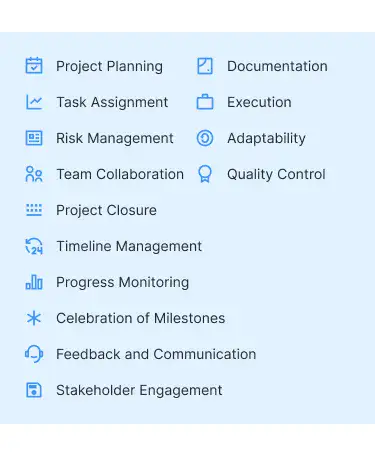 Project Planning
Task Assignment
Risk Management
Team Collaboration
Project Closure
Timeline Management
24
Progress Monitoring
Celebration of Milestones
Feedback and Communication
Stakeholder Engagement
Documentation
Execution
Adaptability
Quality Control